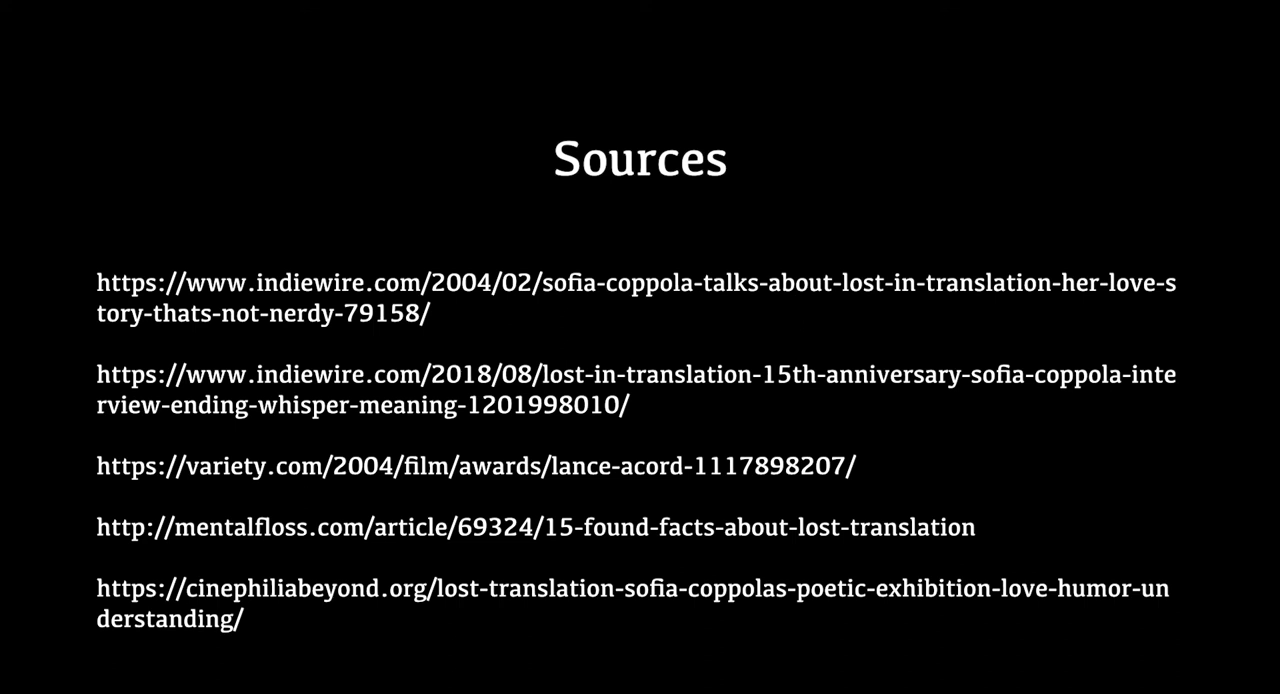 Sources
https://www.indiewire.com/2004/02/sofia-coppola-talks-about-lost-in-translation-her-love-s
tory-thats-not-nerdy-79158/
https://www.indiewire.com/2018/08/lost-in-translation-15th-anniversary-sofia-coppola-inte
rview-ending-whisper-meaning-1201998010/
https://variety.com/2004/film/awards/lance-acord-1117898207/
http://mentalfloss.com/article/69324/15-found-facts-about-lost-translation
https://cinephiliabeyond.org/lost-translation-sofia-coppolas-poetic-exhibition-love-humor-un
derstanding/